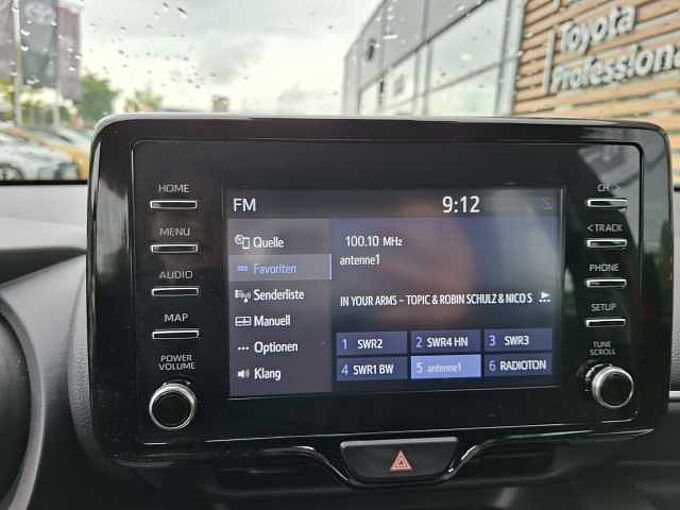 Toyota
Professional
HOME
MENU
AUDIO
MAP
POWER
VOLUME
FM
9:12
Quelle
Favoriten
Senderliste
Manuell
Optionen
Klang
100.10 MHz
antenne1
IN YOUR ARMS - TOPIC & ROBIN SCHULZ & NICO S
1 SWR2
2 SWR4 HN
3 SWR3
4 SWR1 BW
5 antenne1
6 RADIOTON
CH >
< TRACK
PHONE
SETUP
TUNE
SCROLL